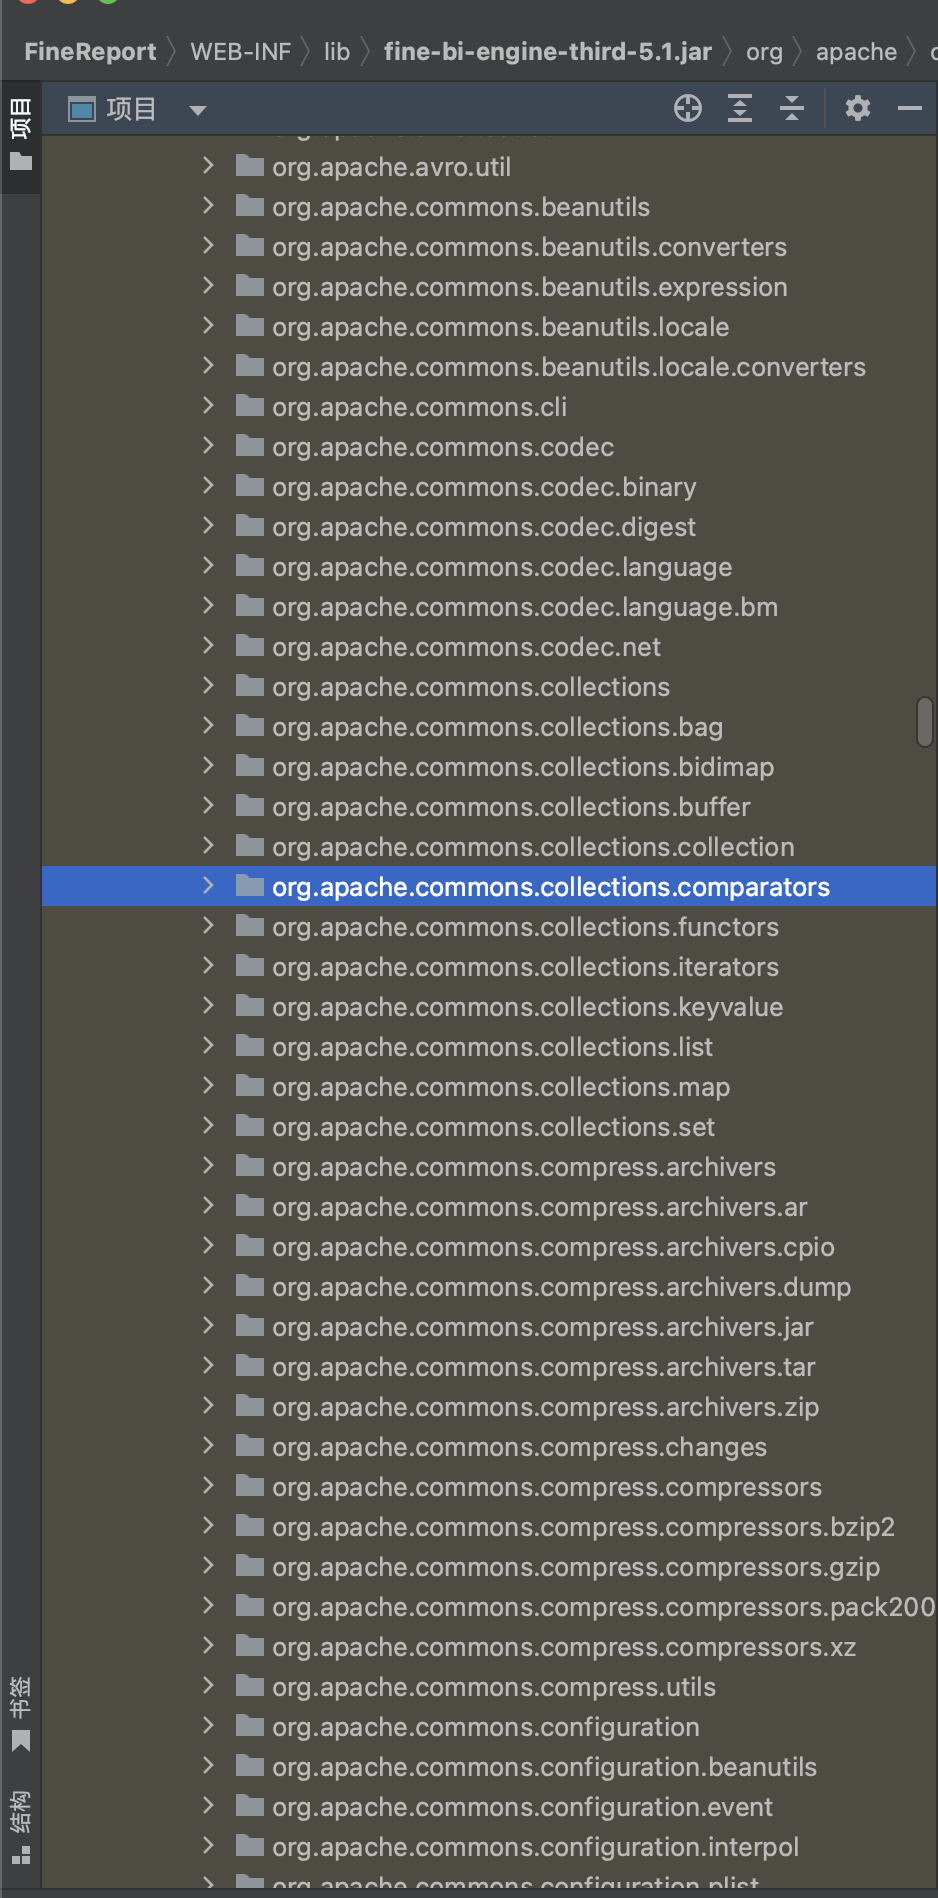 FineReport WEB-INF lib fine-bi-engine-third-5.1.jar org apache
项目
项目
org.apache.avro.util
org.apache.commons.beanutils
org.apache.commons.beanutils.converters
org.apache.commons.beanutils.expression
org.apache.commons.beanutils.locale
org.apache.commons.beanutils.locale.converters
org.apache.commons.cli
org.apache.commons.codec
org.apache.commons.codec.binary
org.apache.commons.codec.digest
org.apache.commons.codec.language
org.apache.commons.codec.language.bm
org.apache.commons.codec.net
org.apache.commons.collections
org.apache.commons.collections.bag
org.apache.commons.collections.bidimap
org.apache.commons.collections.buffer
org.apache.commons.collections.collection
org.apache.commons.collections.comparators
org.apache.commons.collections.functors
org.apache.commons.collections.iterators
org.apache.commons.collections.keyvalue
org.apache.commons.collections.list
org.apache.commons.collections.map
org.apache.commons.collections.set
org.apache.commons.compress.archivers
org.apache.commons.compress.archivers.ar
org.apache.commons.compress.archivers.cpio
org.apache.commons.compress.archivers.dump
org.apache.commons.compress.archivers.jar
org.apache.commons.compress.archivers.tar
org.apache.commons.compress.archivers.zip
org.apache.commons.compress.changes
org.apache.commons.compress.compressors
org.apache.commons.compress.compressors.bzip2
org.apache.commons.compress.compressors.gzip
org.apache.commons.compress.compressors.pack200
org.apache.commons.compress.compressors.xz
org.apache.commons.compress.utils
org.apache.commons.configuration
org.apache.commons.configuration.beanutils
org.apache.commons.configuration.event
org.apache.commons.configuration.interpol
org.apache.commons.configuration.plist
书签
结构